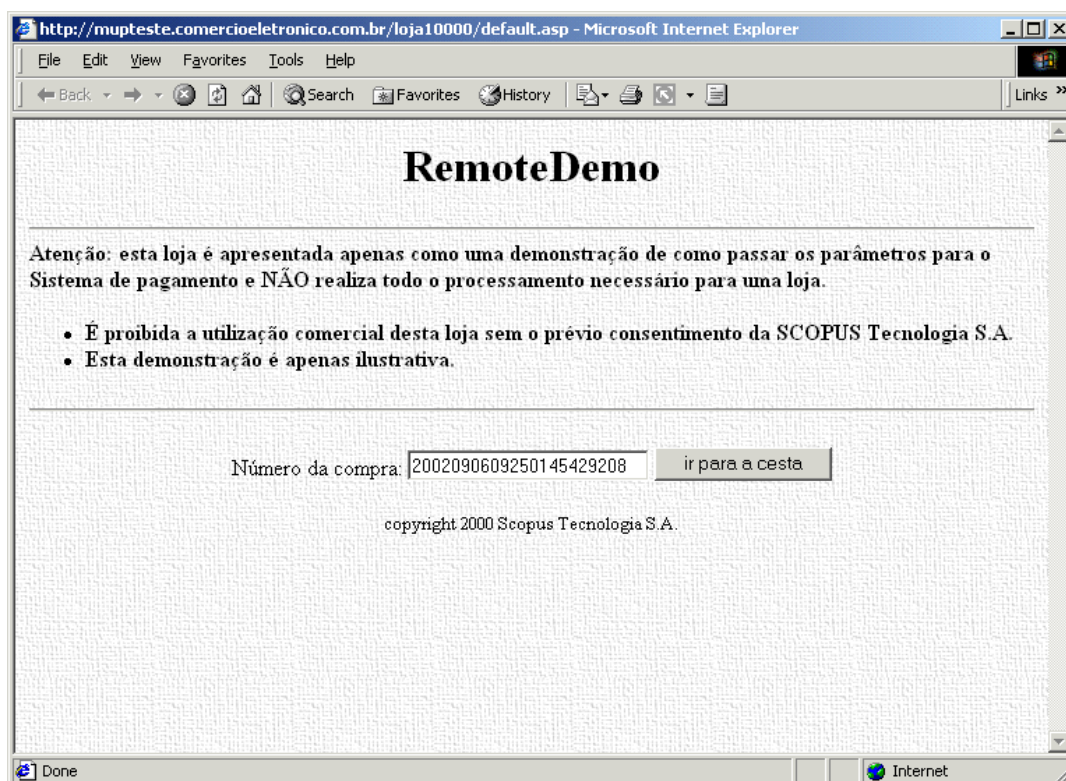 http://mupteste.comercioeletronico.com.br/loja10000/default.asp - Microsoft Internet Explorer
File Edit View Favorites Tools Help
Back Search Favorites History Links »
RemoteDemo
Atenção: esta loja é apresentada apenas como uma demonstração de como passar os parâmetros para o
Sistema de pagamento e NÃO realiza todo o processamento necessário para uma loja.
• É proibida a utilização comercial desta loja sem o prévio consentimento da SCOPUS Tecnologia S.A.
• Esta demonstração é apenas ilustrativa.
Número da compra: 2002090609250145429208 ir para a cesta
copyright 2000 Scopus Tecnologia S.A.
Done Internet